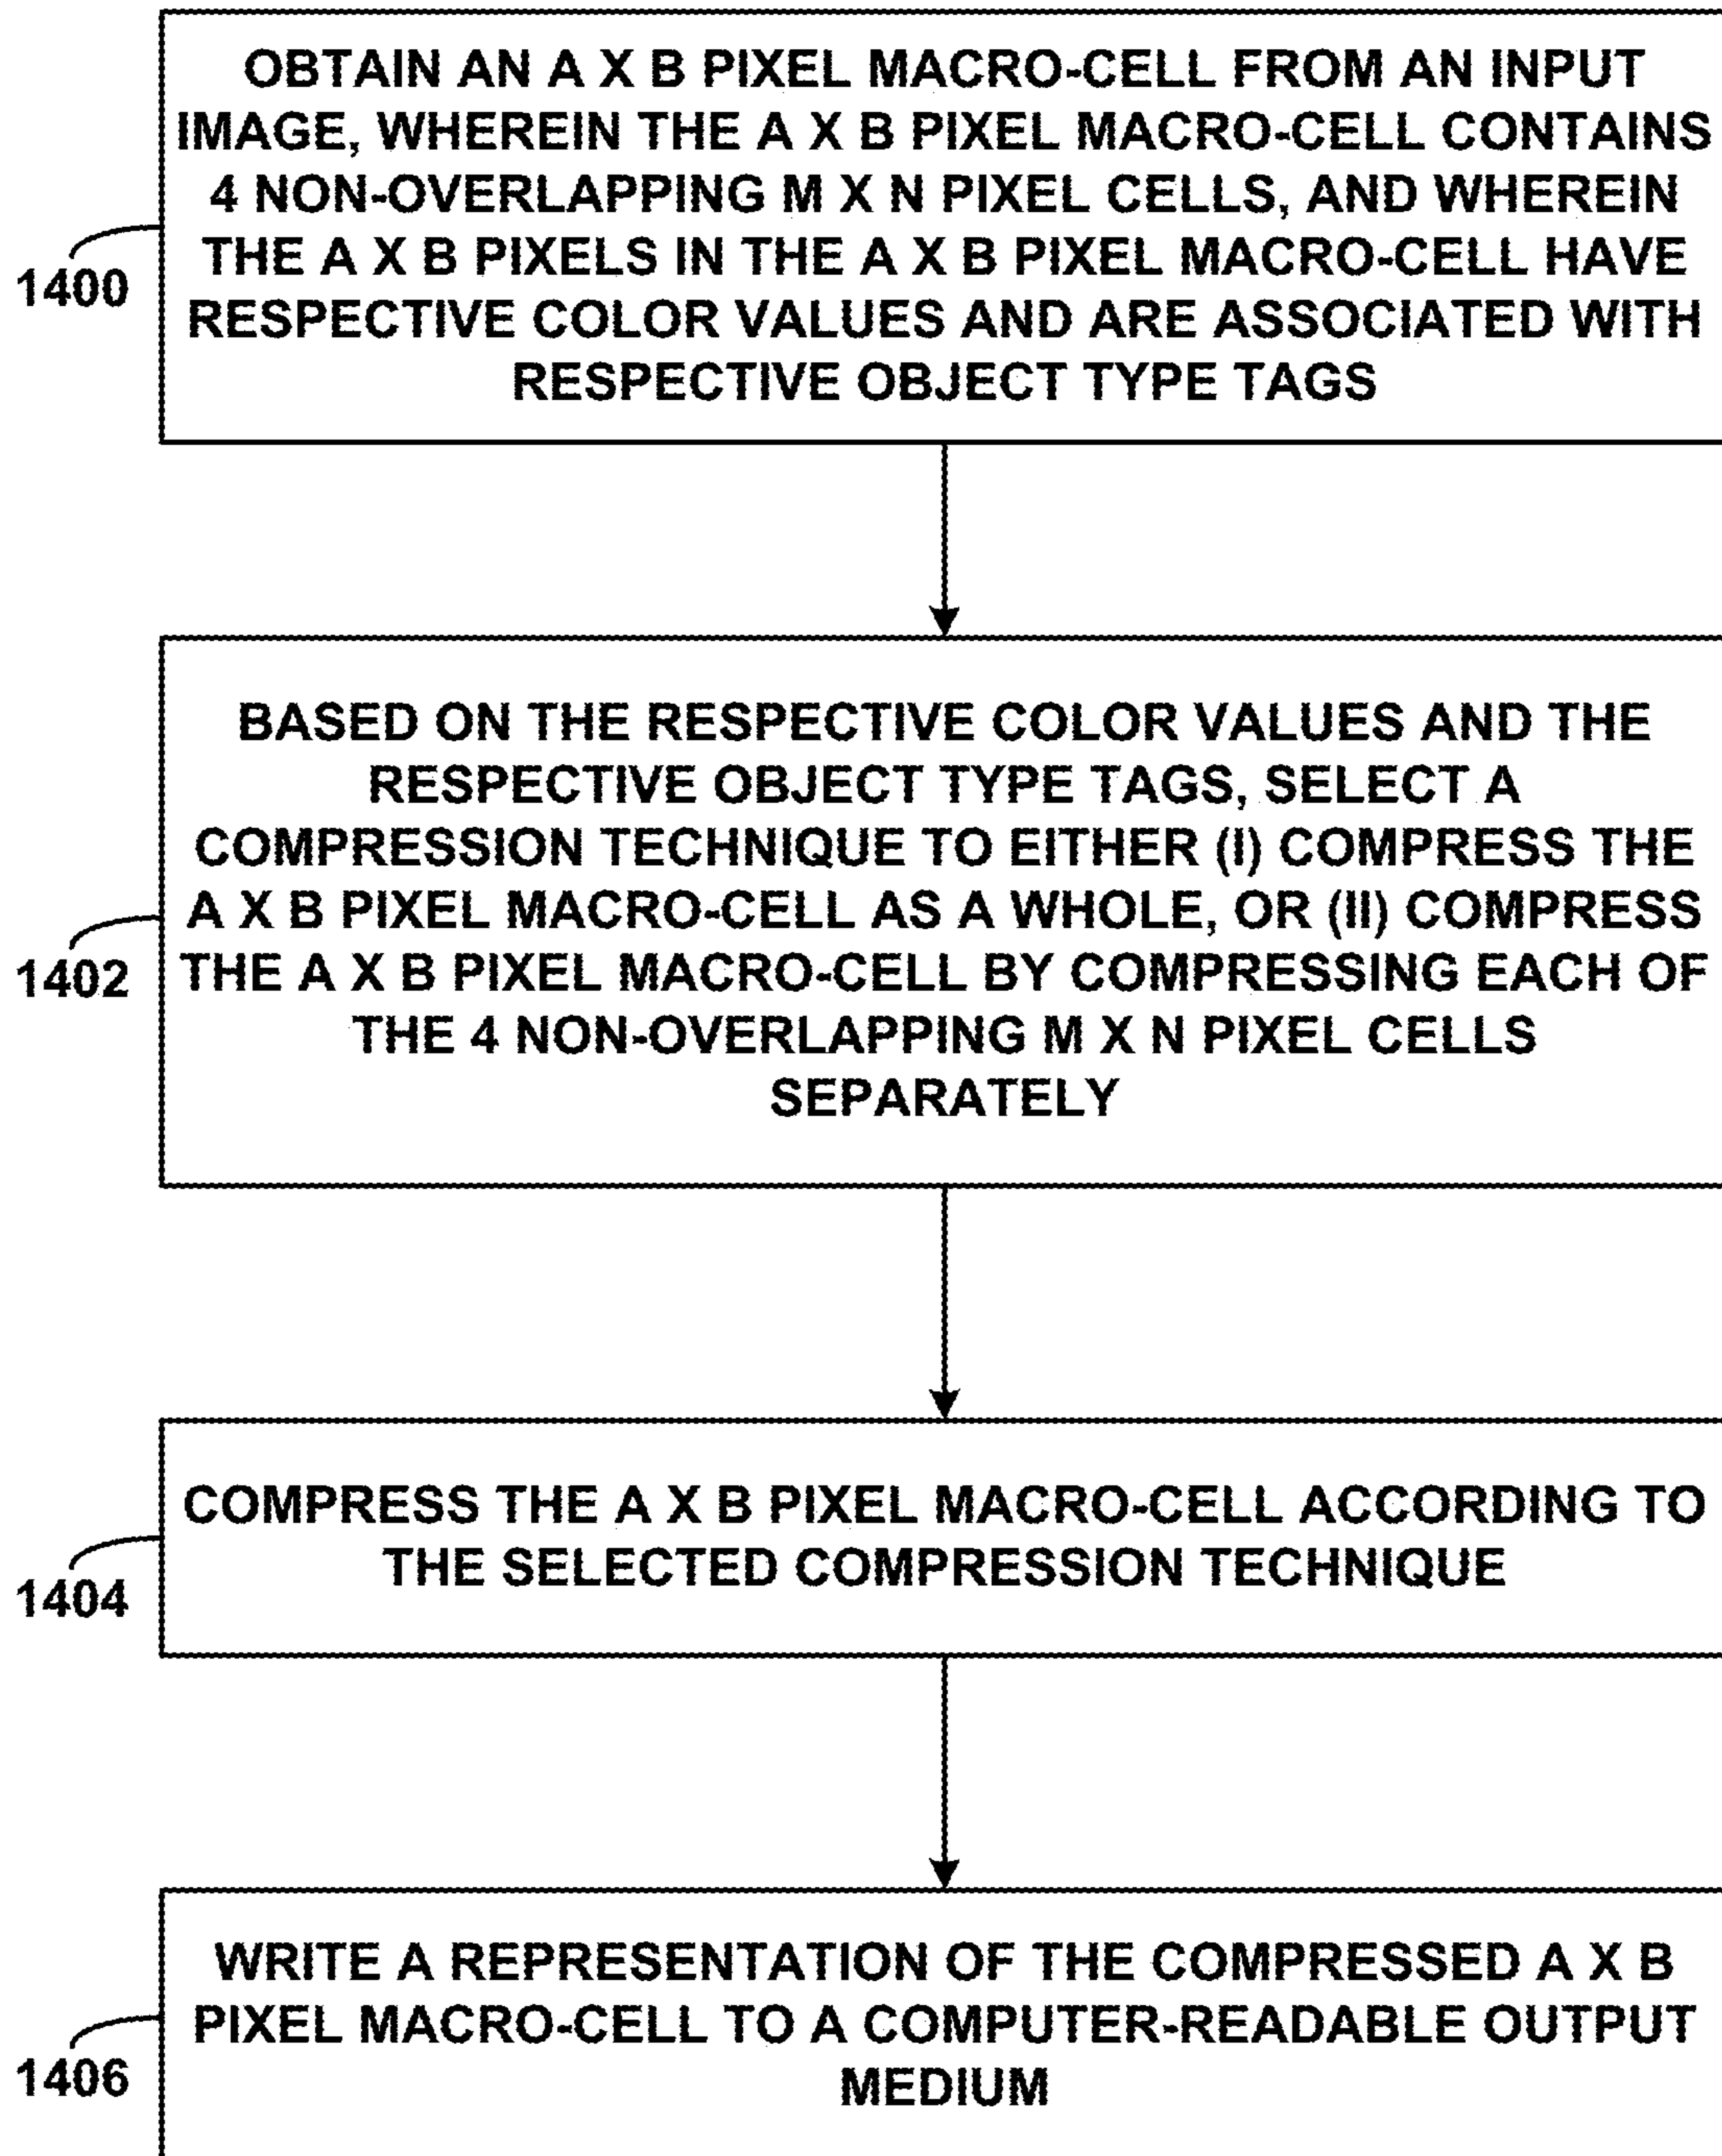 OBTAIN AN A X B PIXEL MACRO-CELL FROM AN INPUT
IMAGE, WHEREIN THE A X B PIXEL MACRO-CELL CONTAINS
4 NON-OVERLAPPING M X N PIXEL CELLS, AND WHEREIN
THE A X B PIXELS IN THE A X B PIXEL MACRO-CELL HAVE
RESPECTIVE COLOR VALUES AND ARE ASSOCIATED WITH
RESPECTIVE OBJECT TYPE TAGS
1400
BASED ON THE RESPECTIVE COLOR VALUES AND THE
RESPECTIVE OBJECT TYPE TAGS, SELECT A
COMPRESSION TECHNIQUE TO EITHER (I) COMPRESS THE
A X B PIXEL MACRO-CELL AS A WHOLE, OR (II) COMPRESS
THE A X B PIXEL MACRO-CELL BY COMPRESSING EACH OF
THE 4 NON-OVERLAPPING M X N PIXEL CELLS
SEPARATELY
1402
COMPRESS THE A X B PIXEL MACRO-CELL ACCORDING TO
THE SELECTED COMPRESSION TECHNIQUE
1404
WRITE A REPRESENTATION OF THE COMPRESSED A X B
PIXEL MACRO-CELL TO A COMPUTER-READABLE OUTPUT
MEDIUM
1406